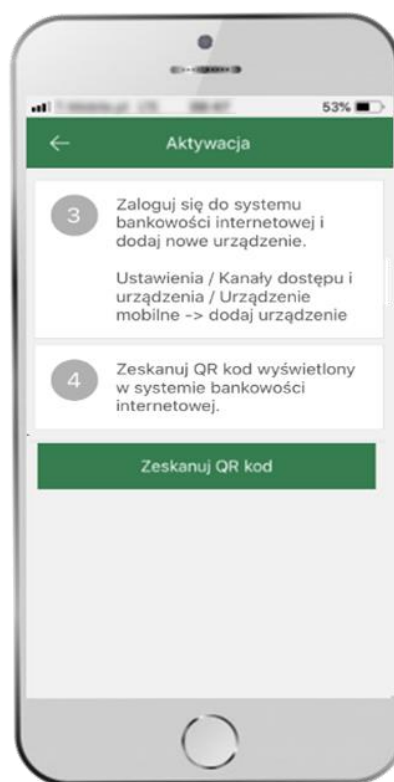 53%
Aktywacja
3
Zaloguj się do systemu
bankowości internetowej i
dodaj nowe urządzenie.
Ustawienia / Kanały dostępu i
urządzenia / Urządzenie
mobilne -> dodaj urządzenie
4
Zeskanuj QR kod wyświetlony
w systemie bankowości
internetowej.
Zeskanuj QR kod